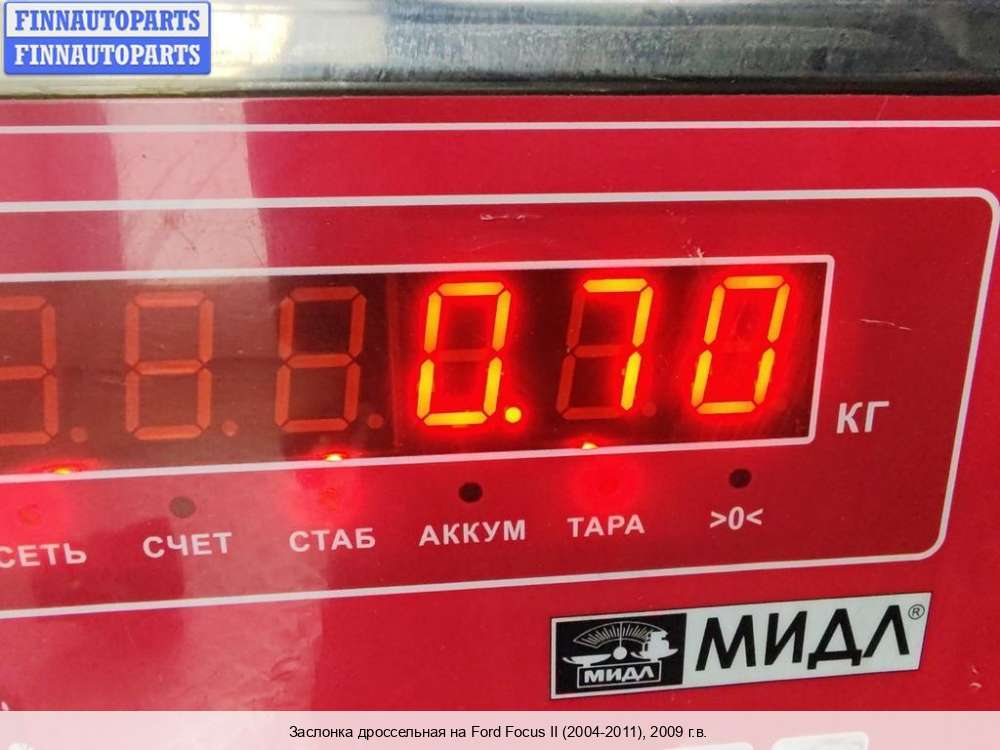 FINNAUTOPARTS
FINNAUTOPARTS
0.70
КГ
СЕТЬ СЧЕТ СТАБ АККУМ ТАРА >0<
МИДЛ МИДЛ®
Заслонка дроссельная на Ford Focus II (2004-2011), 2009 г.в.